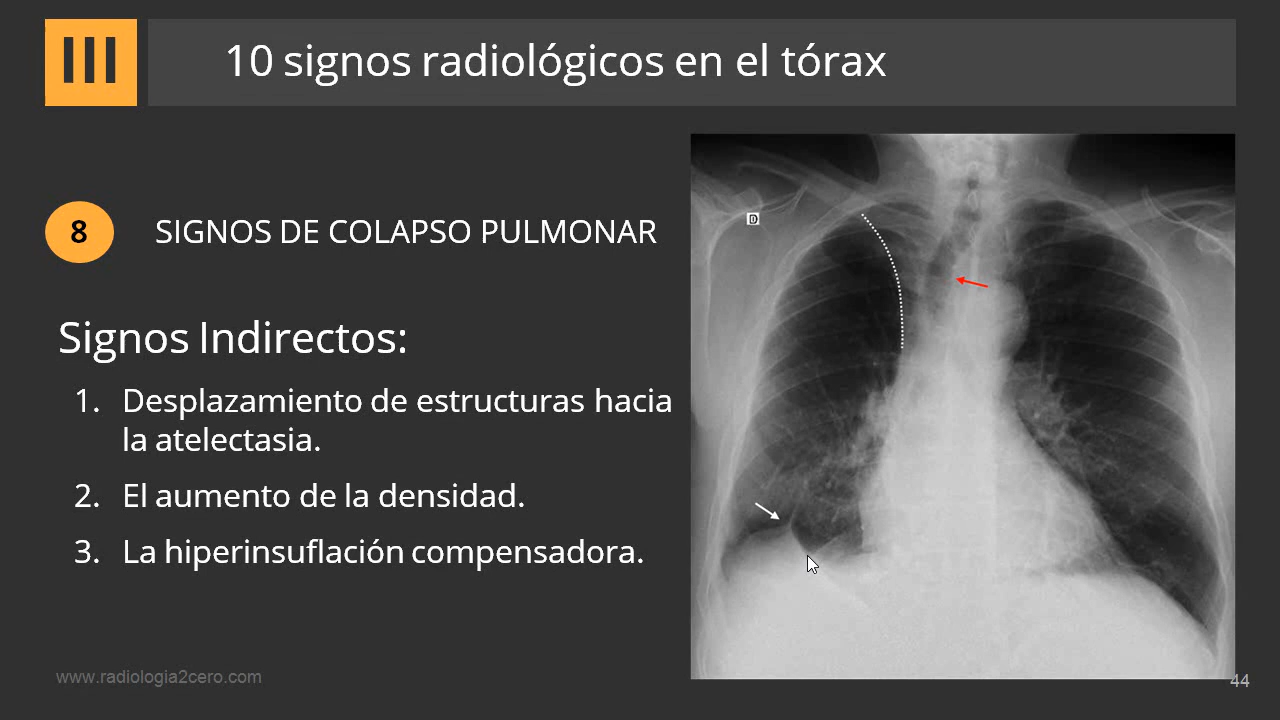 III
10 signos radiológicos en el tórax
8
SIGNOS DE COLAPSO PULMONAR
Signos Indirectos:
1. Desplazamiento de estructuras hacia
la atelectasia.
2. El aumento de la densidad.
3. La hiperinsuflación compensadora.
D
www.radiologia2cero.com
44